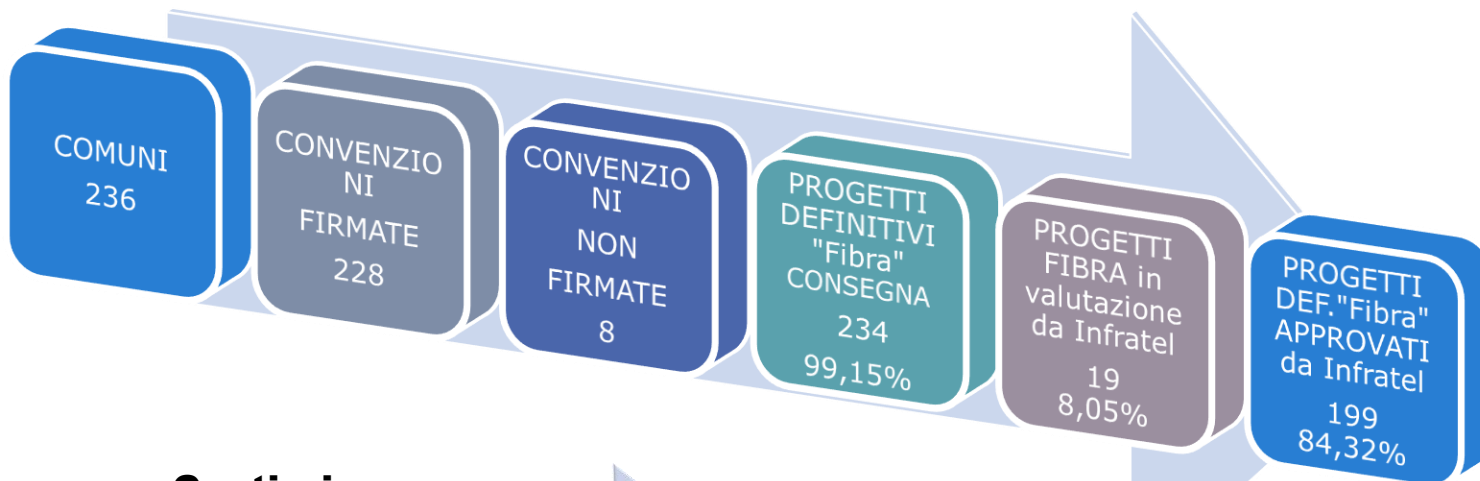 COMUNI
236
CONVENZIO
NI
FIRMATE
228
CONVENZIO
NI
NON
FIRMATE
8
PROGETTI
DEFINITIVI
"Fibra"
CONSEGNA
234
99,15%
PROGETTI
FIBRA in
valutazione
da Infratel
19
8,05%
PROGETTI
DEF."Fibra"
APPROVATI
da Infratel
199
84,32%